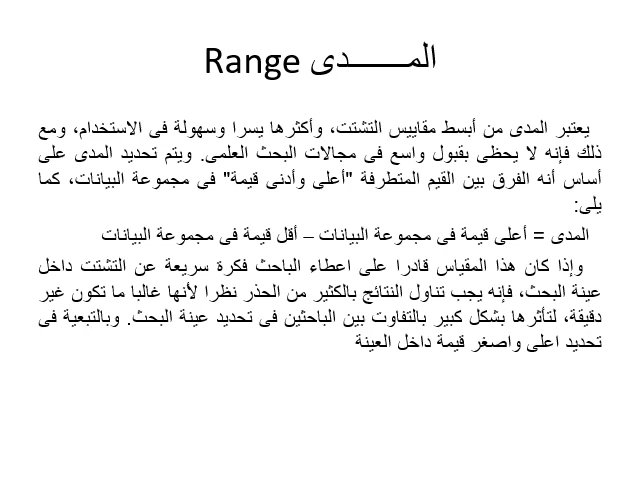 المـــــــدى Range
يعتبر المدى من أبسط مقاييس التشتت، وأكثرها يسرا وسهولة فى الاستخدام، ومع
ذلك فإنه لا يحظى بقبول واسع فى مجالات البحث العلمى. ويتم تحديد المدى على
أساس أنه الفرق بين القيم المتطرفة "أعلى وأدنى قيمة" فى مجموعة البيانات، كما
يلى:
المدى = أعلى قيمة فى مجموعة البيانات – أقل قيمة فى مجموعة البيانات
وإذا كان هذا المقياس قادرا على اعطاء الباحث فكرة سريعة عن التشتت داخل
عينة البحث، فإنه يجب تناول النتائج بالكثير من الحذر نظرا لأنها غالبا ما تكون غير
دقيقة، لتأثرها بشكل كبير بالتفاوت بين الباحثين فى تحديد عينة البحث. وبالتبعية فى
تحديد اعلى واصغر قيمة داخل العينة